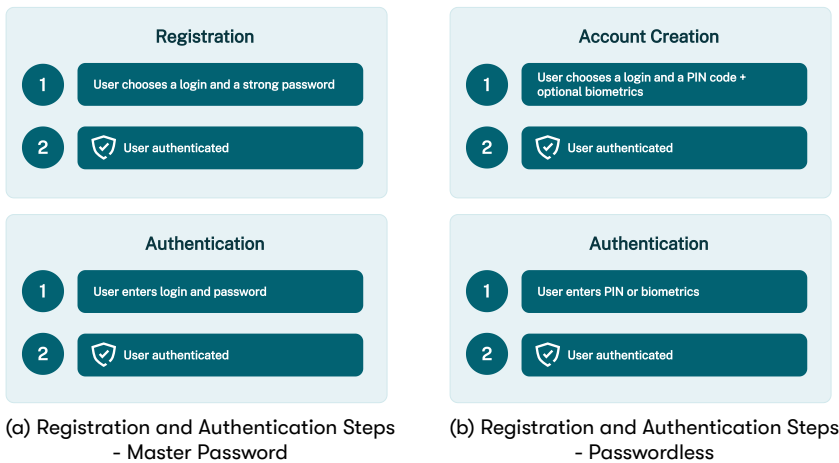 Registration
1
User chooses a login and a strong password
2
User authenticated
Authentication
1
User enters login and password
2
User authenticated
(a) Registration and Authentication Steps
- Master Password
Account Creation
1
User chooses a login and a PIN code +
optional biometrics
2
User authenticated
Authentication
1
User enters PIN or biometrics
2
User authenticated
(b) Registration and Authentication Steps
- Passwordless